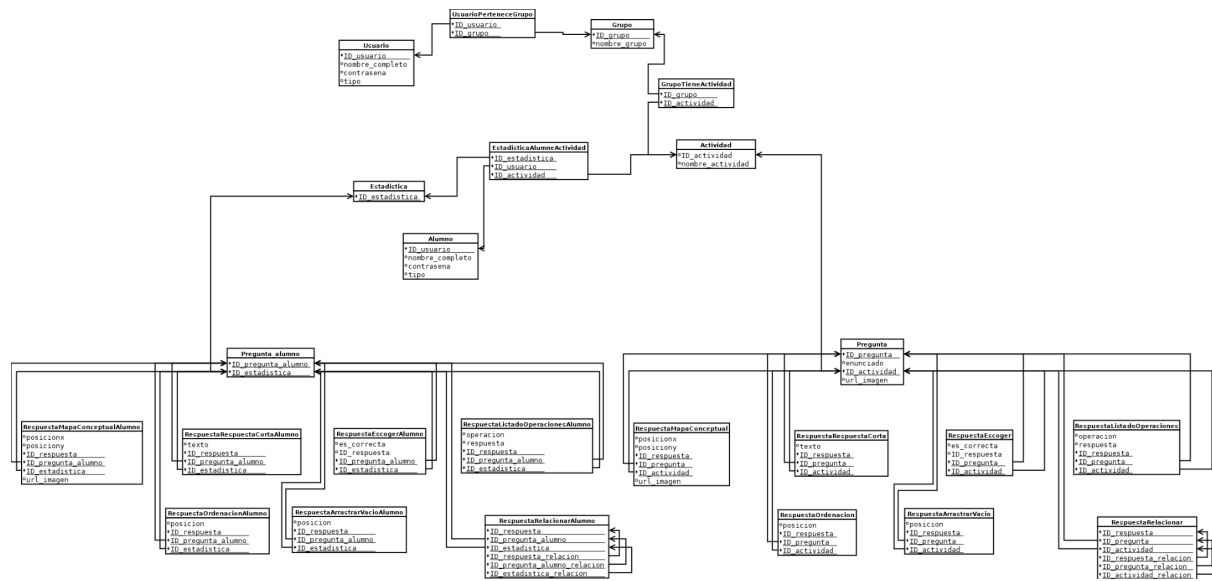 UsuarioPerteneceGrupo
ID_usuario
ID_grupo
Grupo
ID_grupo
nombre_grupo
Usuario
ID_usuario
nombre_completo
contrasena
tipo
GrupoTieneActividad
ID_grupo
ID_actividad
EstadisticaAlumneActividad
ID_estadistica
ID_usuario
ID_actividad
Actividad
ID_actividad
nombre_actividad
Estadistica
ID_estadistica
Alumno
ID_usuario
nombre_completo
contrasena
tipo
Pregunta_alumno
ID_pregunta_alumno
ID_estadistica
Pregunta
ID_pregunta
enunciado
ID_actividad
url_imagen
RespuestaMapaConceptualAlumno
posicionx
posiciony
ID_respuesta
ID_pregunta_alumno
ID_estadistica
url_imagen
RespuestaRespuestaCortaAlumno
texto
ID_respuesta
ID_pregunta_alumno
ID_estadistica
RespuestaEscogerAlumno
es_correcta
ID_respuesta
ID_pregunta_alumno
ID_estadistica
RespuestaListadoOperacionesAlumno
operacion
respuesta
ID_respuesta
ID_pregunta_alumno
ID_estadistica
RespuestaMapaConceptual
posicionx
posiciony
ID_respuesta
ID_pregunta
ID_actividad
url_imagen
RespuestaRespuestaCorta
texto
ID_respuesta
ID_pregunta
ID_actividad
RespuestaEscoger
es_correcta
ID_respuesta
ID_pregunta
ID_actividad
RespuestaListadoOperaciones
operacion
respuesta
ID_respuesta
ID_pregunta
ID_actividad
RespuestaOrdenacionAlumno
posicion
ID_respuesta
ID_pregunta_alumno
ID_estadistica
RespuestaArrastrarVacioAlumno
posicion
ID_respuesta
ID_pregunta_alumno
ID_estadistica
RespuestaRelacionarAlumno
ID_respuesta
ID_pregunta_alumno
ID_estadistica
ID_respuesta_relacion
ID_pregunta_alumno_relacion
ID_estadistica_relacion
RespuestaOrdenacion
posicion
ID_respuesta
ID_pregunta
ID_actividad
RespuestaArrastrarVacio
posicion
ID_respuesta
ID_pregunta
ID_actividad
RespuestaRelacionar
ID_respuesta
ID_pregunta
ID_actividad
ID_respuesta_relacion
ID_pregunta_relacion
ID_actividad_relacion